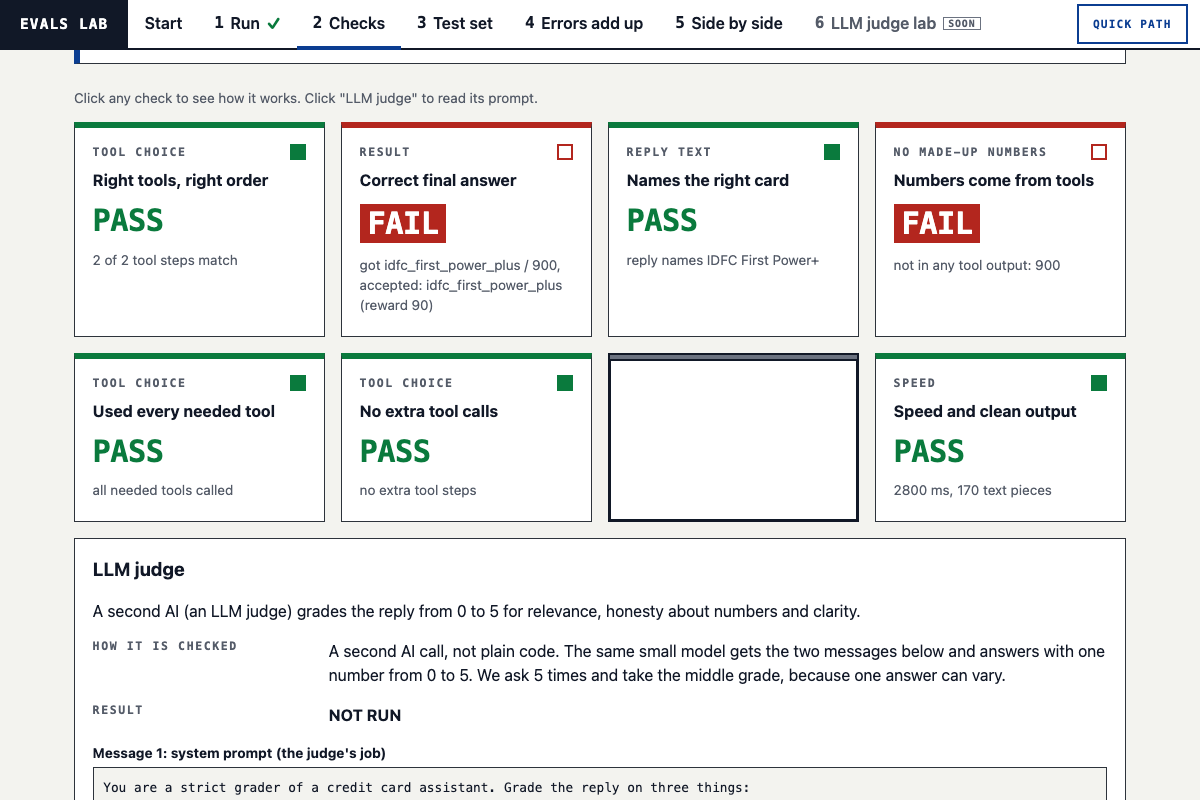 EVALS LAB
Start
1 Run
2 Checks
3 Test set
4 Errors add up
5 Side by side
6 LLM judge lab SOON
QUICK PATH
Click any check to see how it works. Click "LLM judge" to read its prompt.
TOOL CHOICE
Right tools, right order
PASS
2 of 2 tool steps match
RESULT
Correct final answer
FAIL
got idfc_first_power_plus / 900,
accepted: idfc_first_power_plus
(reward 90)
REPLY TEXT
Names the right card
PASS
reply names IDFC First Power+
NO MADE-UP NUMBERS
Numbers come from tools
FAIL
not in any tool output: 900
TOOL CHOICE
Used every needed tool
PASS
all needed tools called
TOOL CHOICE
No extra tool calls
PASS
no extra tool steps
SPEED
Speed and clean output
PASS
2800 ms, 170 text pieces
LLM judge
A second AI (an LLM judge) grades the reply from 0 to 5 for relevance, honesty about numbers and clarity.
HOW IT IS CHECKED
A second AI call, not plain code. The same small model gets the two messages below and answers with one
number from 0 to 5. We ask 5 times and take the middle grade, because one answer can vary.
RESULT
NOT RUN
Message 1: system prompt (the judge's job)
You are a strict grader of a credit card assistant. Grade the reply on three things: